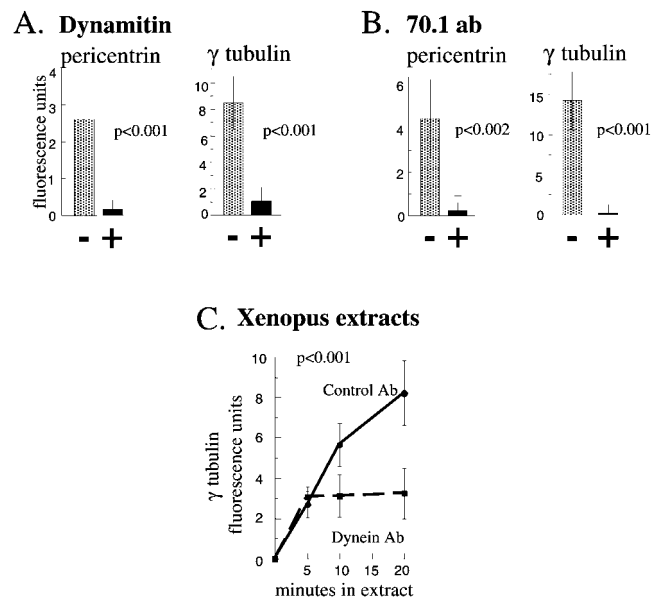 A. Dynamitin
B. 70.1 ab
pericentrin
γ tubulin
pericentrin
γ tubulin
fluorescence units
4
3
2
1
0
p<0.001
- +
10
8
6
4
2
0
p<0.001
- +
6
4
2
0
p<0.002
- +
15
10
5
0
p<0.001
- +
C. Xenopus extracts
γ tubulin
fluorescence units
10
8
6
4
2
0
p<0.001
Control Ab
Dynein Ab
5 10 15 20
minutes in extract